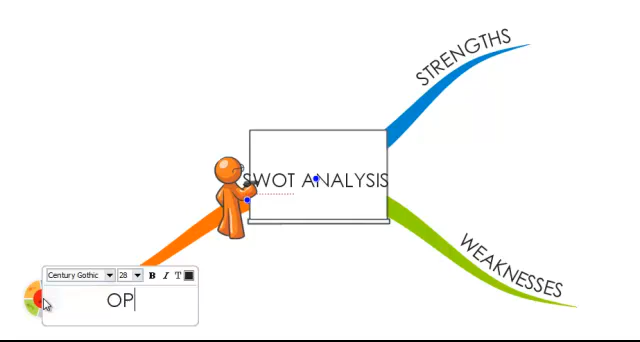 STRENGTHS
SWOT ANALYSIS
WEAKNESSES
Century Gothic 28 B I T
OP